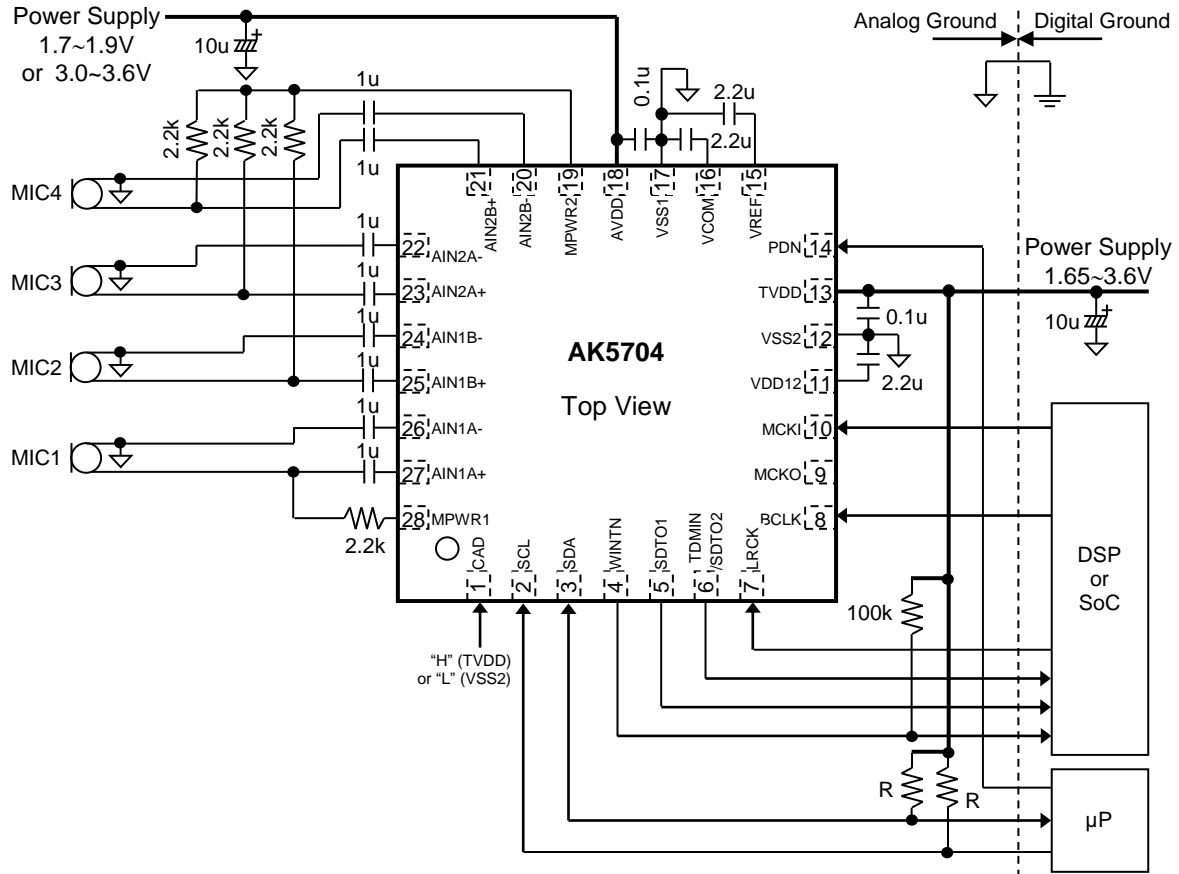 Power Supply
1.7~1.9V
or 3.0~3.6V
10u
+
Analog Ground
Digital Ground
1u
1u
2.2k
2.2k
2.2k
0.1u
2.2u
2.2u
MIC4
MIC3
MIC2
MIC1
1u
1u
1u
1u
1u
1u
2.2k
21
20
19
18
17
16
15
AIN2B+
AIN2B-
MPWR2
AVDD
VSS1
VCOM
VREF
22 AIN2A-
23 AIN2A+
24 AIN1B-
25 AIN1B+
26 AIN1A-
27 AIN1A+
28 MPWR1
AK5704
Top View
PDN 14
TVDD 13
VSS2 12
VDD12 11
MCKI 10
MCKO 9
BCLK 8
Power Supply
1.65~3.6V
0.1u
10u
+
2.2u
CAD
SCL
SDA
WINTN
SDTO1
TDMIN
/SDTO2
LRCK
1
2
3
4
5
6
7
"H" (TVDD)
or "L" (VSS2)
100k
R
R
DSP
or
SoC
µP